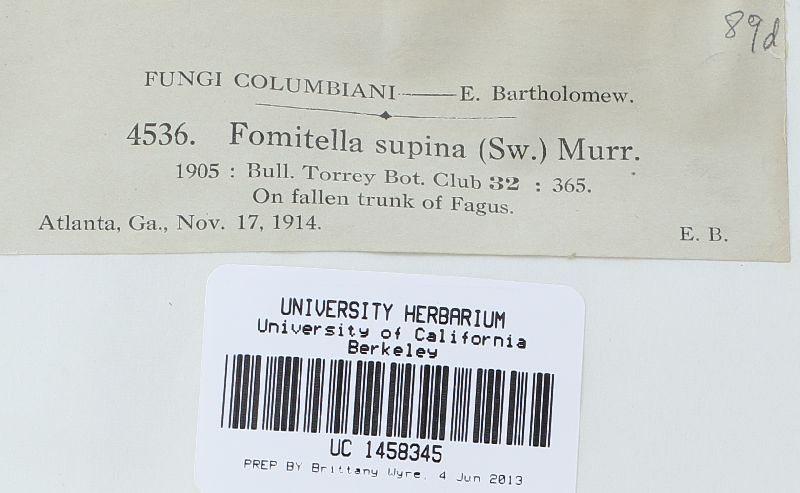 89d
FUNGI COLUMBIANI——E. Bartholomew.
4536. Fomitella supina (Sw.) Murr.
1905 : Bull. Torrey Bot. Club 32 : 365.
On fallen trunk of Fagus.
Atlanta, Ga., Nov. 17, 1914. E. B.
UNIVERSITY HERBARIUM
University of California
Berkeley
UC 1458345
PREP BY Brittany Wyre, 4 Jun 2013